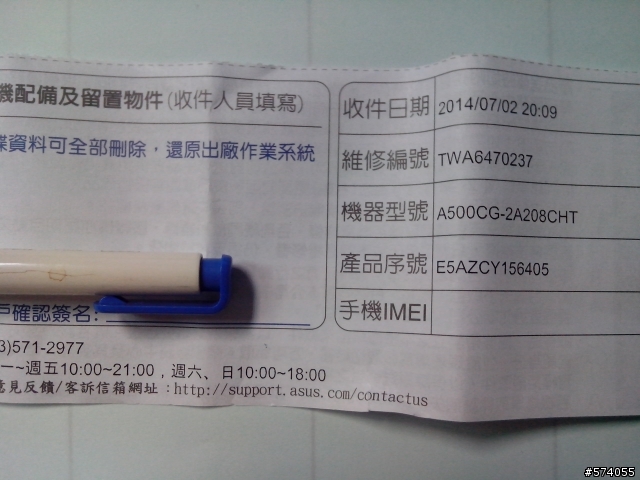 機配備及留置物件(收件人員填寫)
資料可全部刪除，還原出廠作業系統
確認簽名:
收件日期 2014/07/02 20:09
維修編號 TWA6470237
機器型號 A500CG-2A208CHT
產品序號 E5AZCY156405
手機IMEI
3)571-2977
一~週五10:00~21:00，週六、日10:00~18:00
意見反饋/客訴信箱網址：http://support.asus.com/contactus
#574055